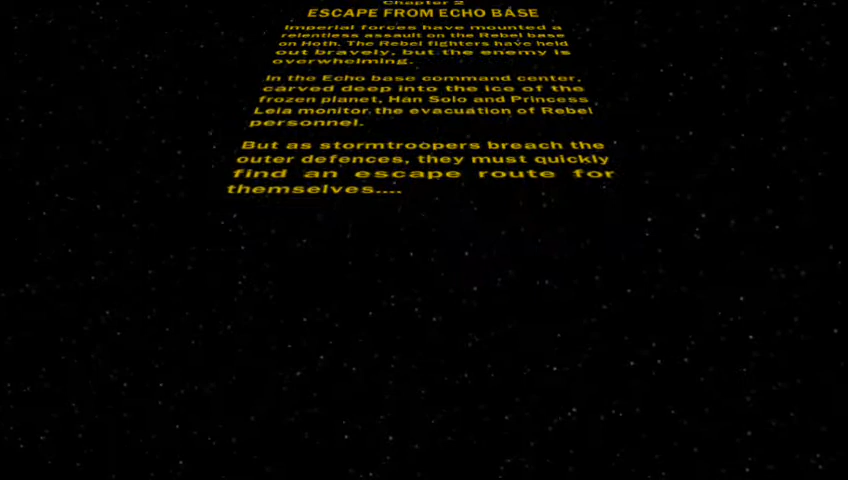 Chapter 2
ESCAPE FROM ECHO BASE
Imperial forces have mounted a
relentless assault on the Rebel base
on Hoth. The Rebel fighters have held
out bravely, but the enemy is
overwhelming.
In the Echo base command center,
carved deep into the ice of the
frozen planet, Han Solo and Princess
Leia monitor the evacuation of Rebel
personnel.
But as stormtroopers breach the
outer defences, they must quickly
find an escape route for
themselves....